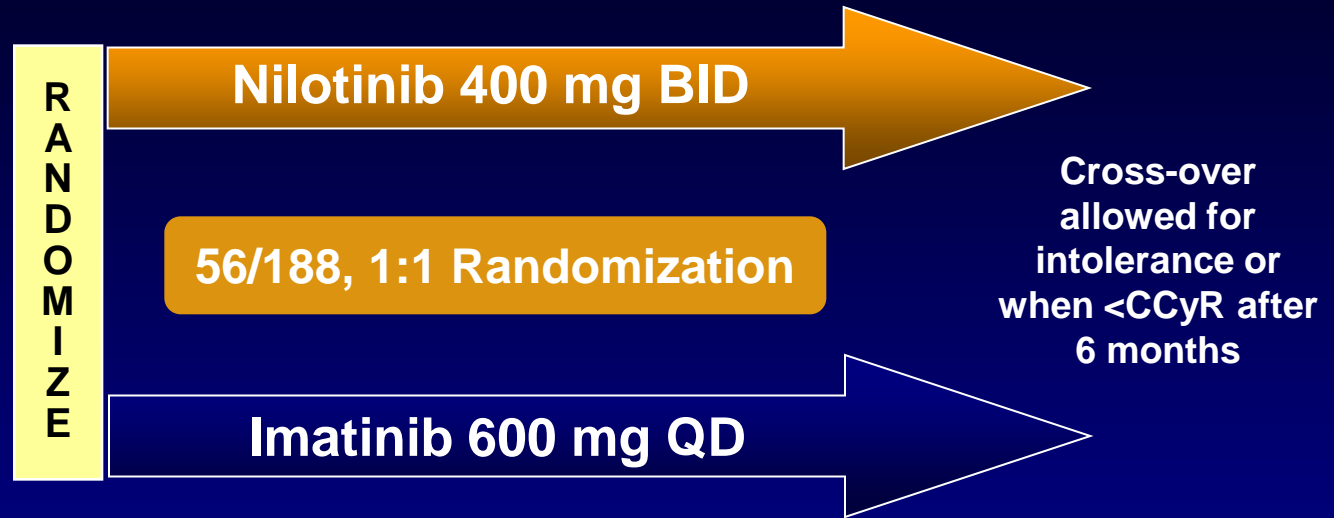 RANDOMIZE
Nilotinib 400 mg BID
56/188, 1:1 Randomization
Imatinib 600 mg QD
Cross-over
allowed for
intolerance or
when <CCyR after
6 months